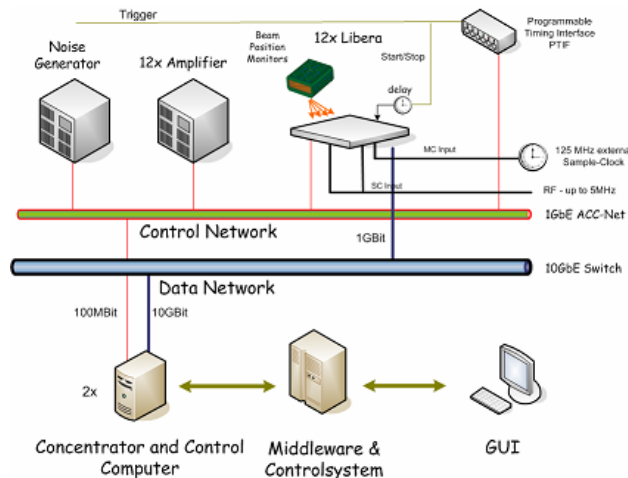 Trigger
Programmable
Timing Interface
PTIF
Noise
Generator
12x Amplifier
Beam
Position
Monitors
12x Libera
Start/Stop
delay
MC Input
125 MHz external
Sample-Clock
SC Input
RF - up to 5MHz
1GbE ACC-Net
Control Network
1GBit
10GbE Switch
Data Network
100MBit
10GBit
2x
Concentrator and Control
Computer
Middleware &
Controlsystem
GUI